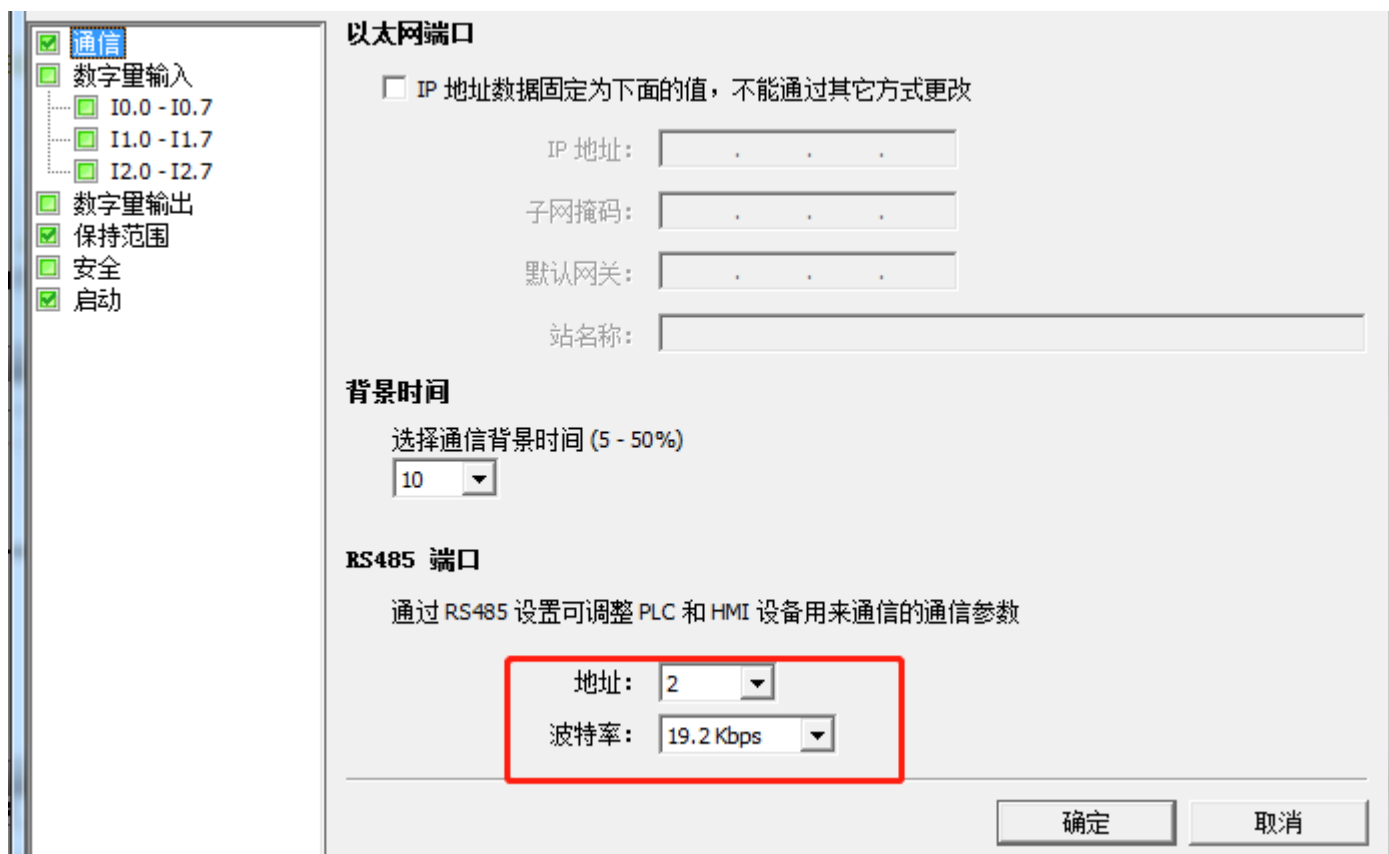 通信
数字量输入
I0.0 - I0.7
I1.0 - I1.7
I2.0 - I2.7
数字量输出
保持范围
安全
启动
以太网端口
IP 地址数据固定为下面的值，不能通过其它方式更改
IP 地址： . . .
子网掩码： . . .
默认网关： . . .
站名称：
背景时间
选择通信背景时间 (5 - 50%)
10
RS485 端口
通过 RS485 设置可调整 PLC 和 HMI 设备用来通信的通信参数
地址： 2
波特率： 19.2 Kbps
确定 取消